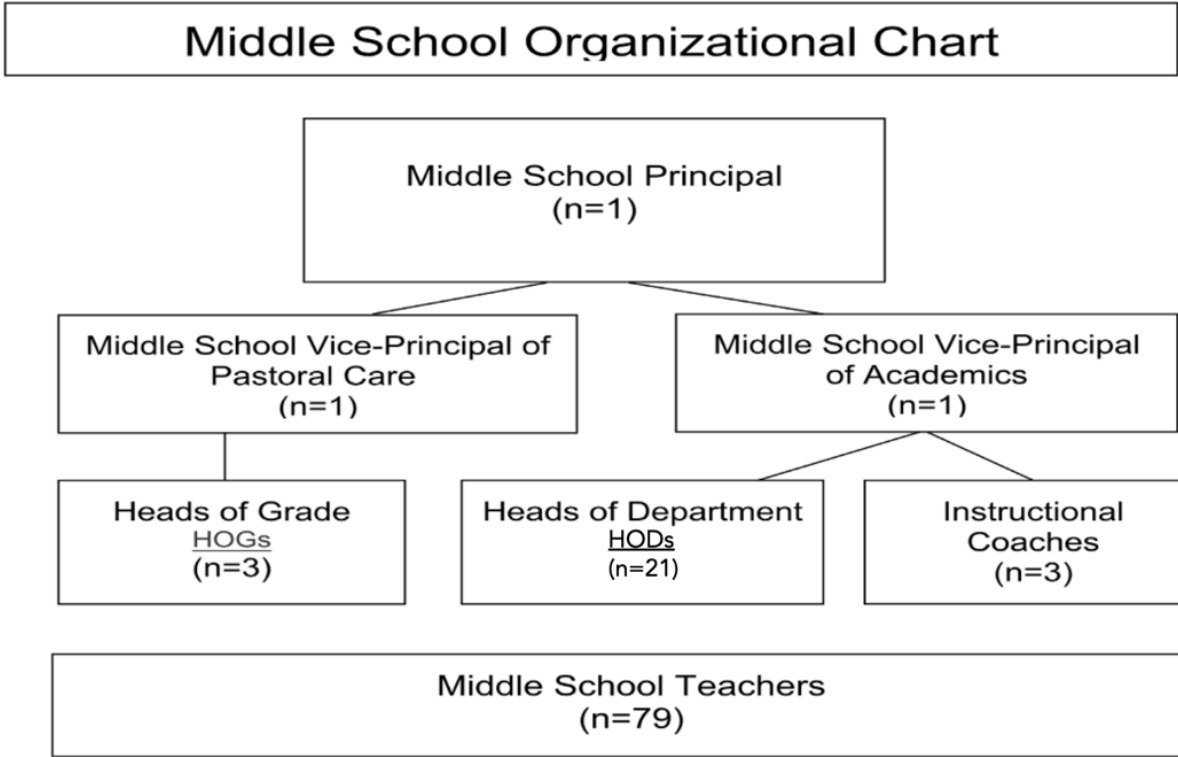 Middle School Organizational Chart
Middle School Principal
(n=1)
Middle School Vice-Principal of
Pastoral Care
(n=1)
Middle School Vice-Principal
of Academics
(n=1)
Heads of Grade
HOGs
(n=3)
Heads of Department
HODs
(n=21)
Instructional
Coaches
(n=3)
Middle School Teachers
(n=79)